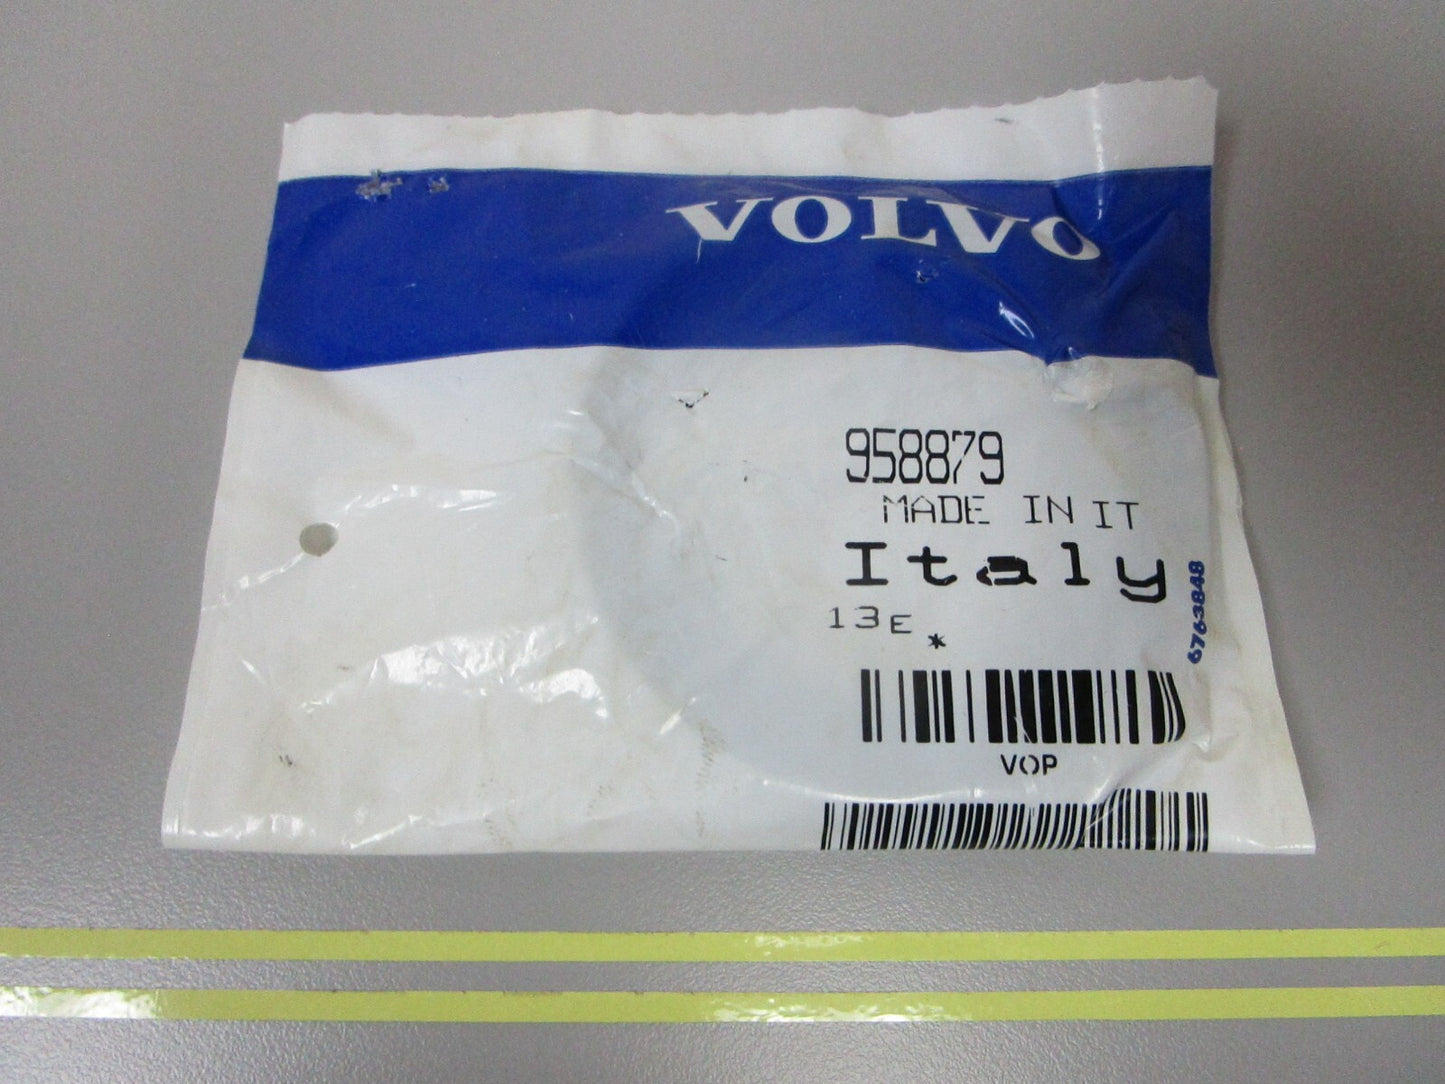 VOLVO
958879
MADE IN IT
Italy
13E
*
6763848
VOP